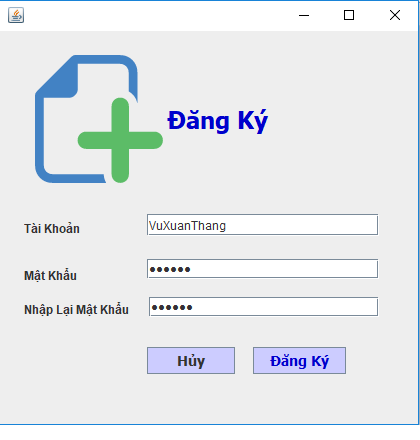 Đăng Ký
Tài Khoản VuXuanThang
Mật Khẩu ••••••
Nhập Lại Mật Khẩu ••••••
Hủy Đăng Ký